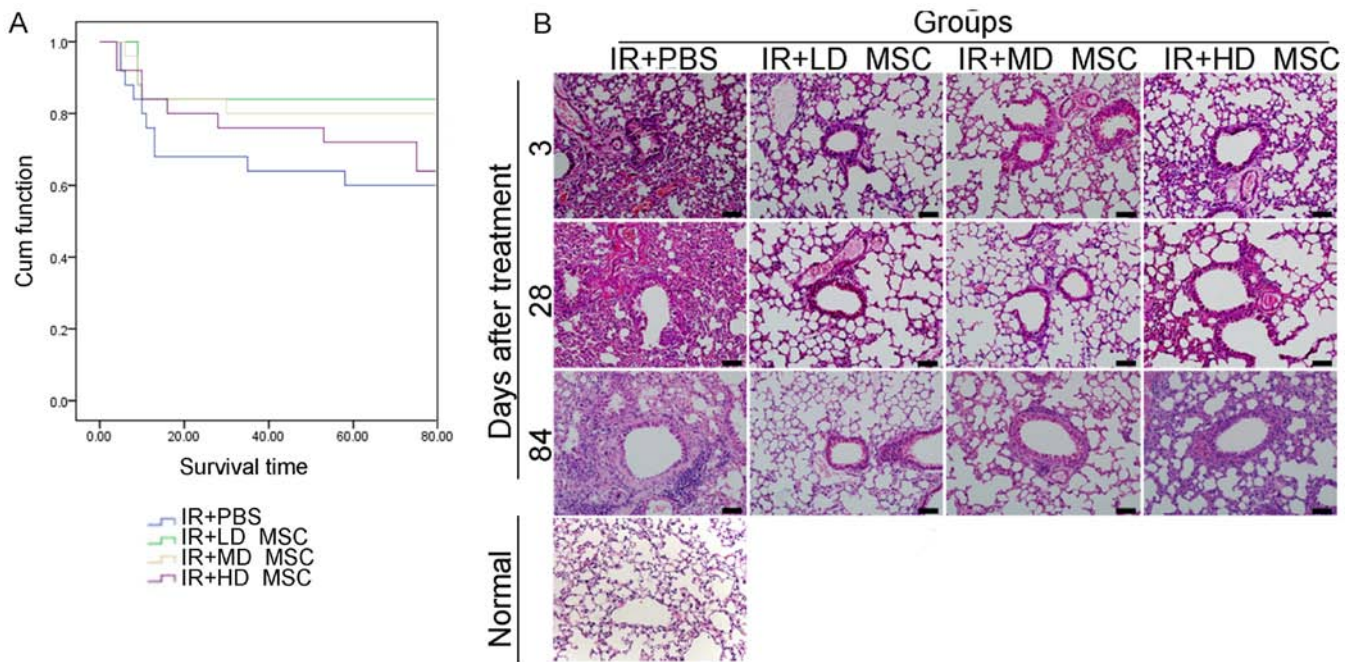 A
Cum function
1.0
0.8
0.6
0.4
0.2
0.0
0.00 20.00 40.00 60.00 80.00
Survival time
IR+PBS
IR+LD MSC
IR+MD MSC
IR+HD MSC
B
Groups
IR+PBS IR+LD MSC IR+MD MSC IR+HD MSC
Days after treatment
3
28
84
Normal